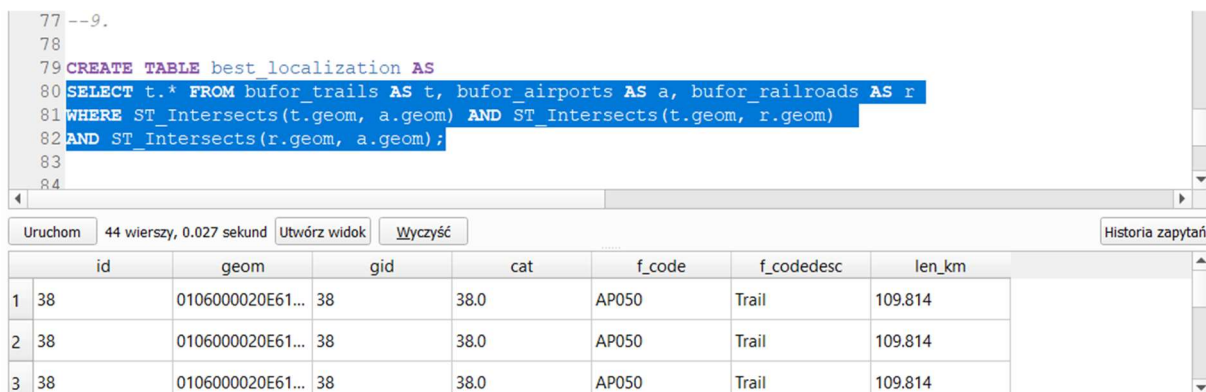 77 --9.
78
79 CREATE TABLE best_localization AS
80 SELECT t.* FROM bufor_trails AS t, bufor_airports AS a, bufor_railroads AS r
81 WHERE ST_Intersects(t.geom, a.geom) AND ST_Intersects(t.geom, r.geom)
82 AND ST_Intersects(r.geom, a.geom);
83
84
Uruchom 44 wierszy, 0.027 sekund Utwórz widok Wyczyść Historia zapytań
id geom gid cat f_code f_codedesc len_km
1 38 0106000020E61... 38 38.0 AP050 Trail 109.814
2 38 0106000020E61... 38 38.0 AP050 Trail 109.814
3 38 0106000020E61... 38 38.0 AP050 Trail 109.814